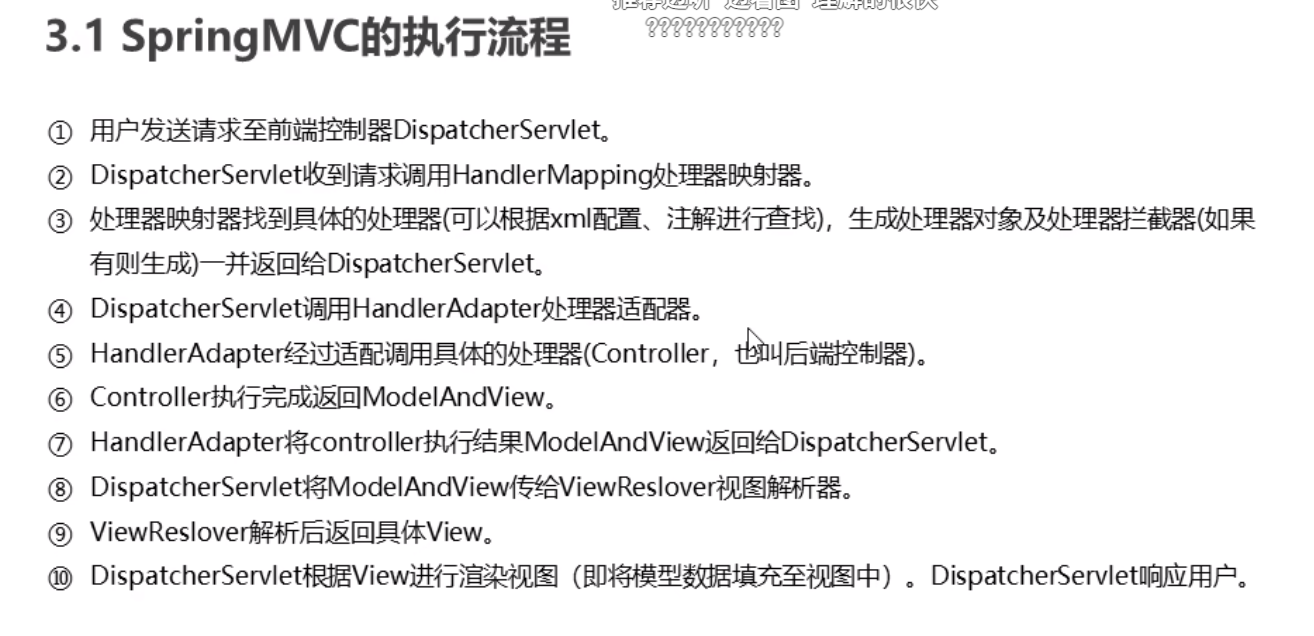 3.1 SpringMVC的执行流程
???????????
① 用户发送请求至前端控制器DispatcherServlet。
② DispatcherServlet收到请求调用HandlerMapping处理器映射器。
③ 处理器映射器找到具体的处理器(可以根据xml配置、注解进行查找)，生成处理器对象及处理器拦截器(如果
有则生成)一并返回给DispatcherServlet。
④ DispatcherServlet调用HandlerAdapter处理器适配器。
⑤ HandlerAdapter经过适配调用具体的处理器(Controller，也叫后端控制器)。
⑥ Controller执行完成返回ModelAndView。
⑦ HandlerAdapter将controller执行结果ModelAndView返回给DispatcherServlet。
⑧ DispatcherServlet将ModelAndView传给ViewReslover视图解析器。
⑨ ViewReslover解析后返回具体View。
⑩ DispatcherServlet根据View进行渲染视图（即将模型数据填充至视图中）。DispatcherServlet响应用户。